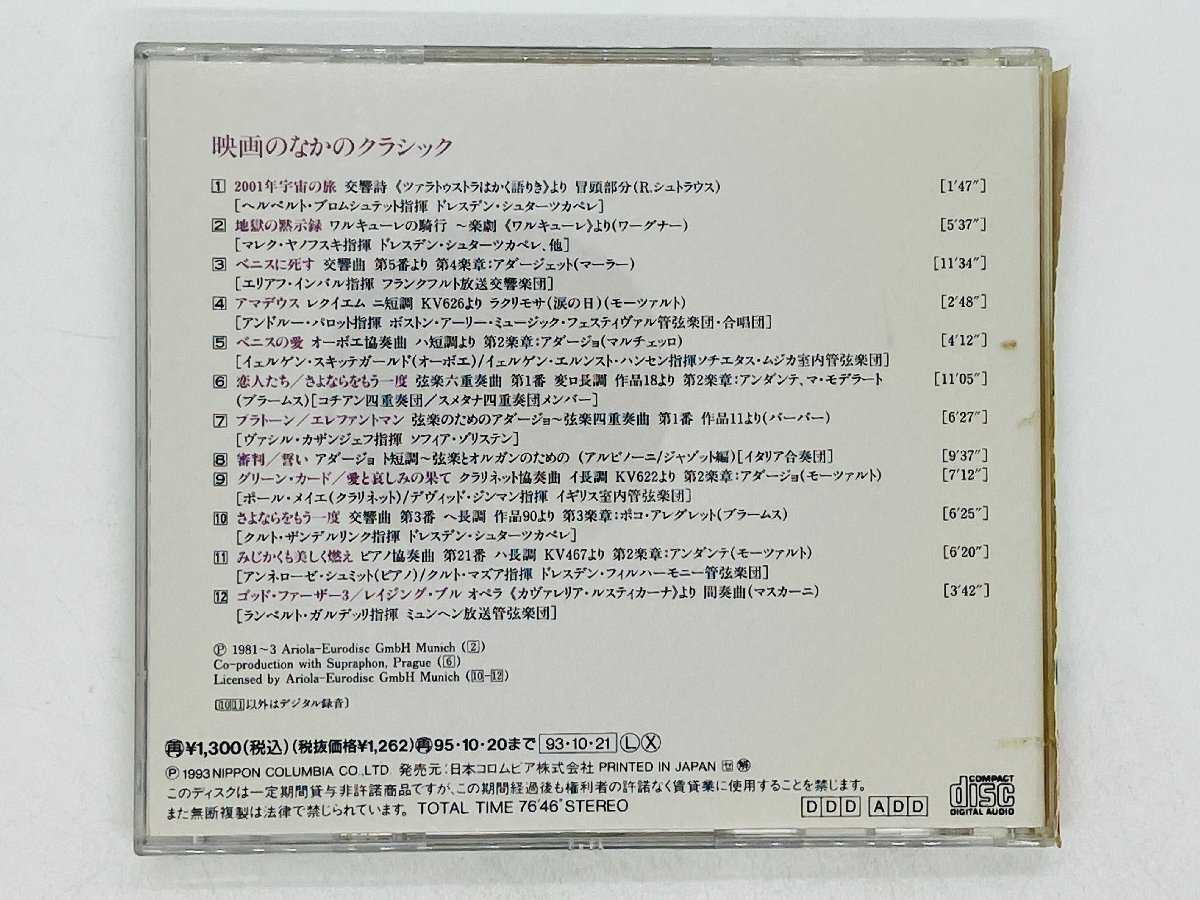 映画のなかのクラシック
1 2001年宇宙の旅 交響詩《ツァラトゥストラはかく語りき》より 冒頭部分(R.シュトラウス) [1′47″]
[ヘルベルト・ブロムシュテット指揮 ドレスデン・シュターツカペレ]
2 地獄の黙示録 ワルキューレの騎行 〜楽劇《ワルキューレ》より(ワーグナー) [5′37″]
[マレク・ヤノフスキ指揮 ドレスデン・シュターツカペレ、他]
3 ベニスに死す 交響曲 第5番より 第4楽章:アダージェット(マーラー) [11′34″]
[エリアフ・インバル指揮 フランクフルト放送交響楽団]
4 アマデウス レクイエム ニ短調 KV626より ラクリモサ(涙の日)(モーツァルト) [2′48″]
[アンドルー・パロット指揮 ボストン・アーリー・ミュージック・フェスティヴァル管弦楽団・合唱団]
5 ベニスの愛 オーボエ協奏曲 ハ短調より 第2楽章:アダージョ(マルチェッロ) [4′12″]
[イェルゲン・スキッテガールド(オーボエ)/イェルゲン・エルンスト・ハンセン指揮ソチエタス・ムジカ室内管弦楽団]
6 恋人たち/さよならをもう一度 弦楽六重奏曲 第1番 変ロ長調 作品18より 第2楽章:アンダンテ、マ・モデラート [11′05″]
(ブラームス)[コチアン四重奏団/スメタナ四重奏団メンバー]
7 プラトーン/エレファントマン 弦楽のためのアダージョ〜弦楽四重奏曲 第1番 作品11より(バーバー) [6′27″]
[ヴァシル・カザンジェフ指揮 ソフィア・ゾリステン]
8 審判/誓い アダージョ ト短調〜弦楽とオルガンのための (アルビノーニ/ジャゾット編)[イタリア合奏団] [9′37″]
9 グリーン・カード/愛と哀しみの果て クラリネット協奏曲 イ長調 KV622より 第2楽章:アダージョ(モーツァルト) [7′12″]
[ポール・メイエ(クラリネット)/デヴィッド・ジンマン指揮 イギリス室内管弦楽団]
10 さよならをもう一度 交響曲 第3番 ヘ長調 作品90より 第3楽章:ポコ・アレグレット(ブラームス) [6′25″]
[クルト・ザンデルリンク指揮 ドレスデン・シュターツカペレ]
11 みじかくも美しく燃え ピアノ協奏曲 第21番 ハ長調 KV467より 第2楽章:アンダンテ(モーツァルト) [6′20″]
[アンネローゼ・シュミット(ピアノ)/クルト・マズア指揮 ドレスデン・フィルハーモニー管弦楽団]
12 ゴッド・ファーザー3/レイジング・ブル オペラ《カヴァレリア・ルスティカーナ》より 間奏曲(マスカーニ) [3′42″]
[ランベルト・ガルデッリ指揮 ミュンヘン放送管弦楽団]
Ⓟ 1981〜3 Ariola-Eurodisc GmbH Munich (2)
Co-production with Supraphon, Prague (6)
Licensed by Ariola-Eurodisc GmbH Munich (10-12)
〔10 11以外はデジタル録音〕
再¥1,300(税込)(税抜価格¥1,262)再95・10・20まで 93・10・21 Ⓛ Ⓧ
Ⓟ 1993 NIPPON COLUMBIA CO., LTD. 発売元:日本コロムビア株式会社 PRINTED IN JAPAN セ 解
このディスクは一定期間貸与非許諾商品ですが、この期間経過後も権利者の許諾なく賃貸業に使用することを禁じます。
また無断複製は法律で禁じられています。 TOTAL TIME 76′46″ STEREO
DDD ADD
COMPACT disc DIGITAL AUDIO